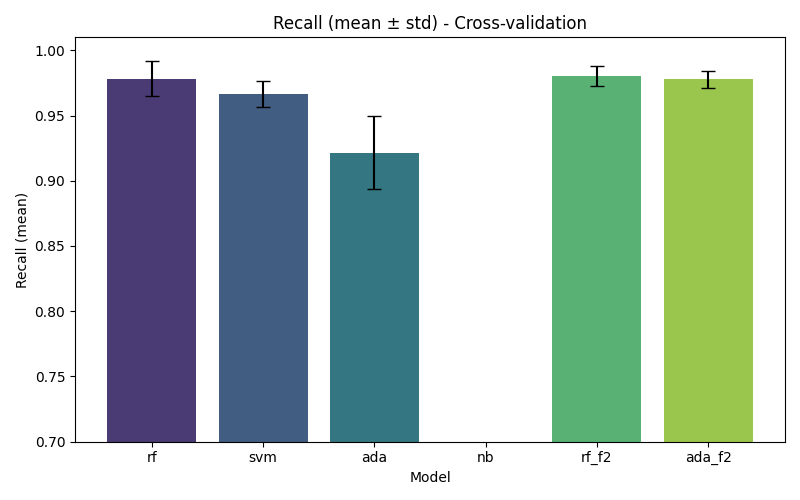 Recall (mean ± std) - Cross-validation
Recall (mean)
1.00
0.95
0.90
0.85
0.80
0.75
0.70
rf svm ada nb rf_f2 ada_f2
Model